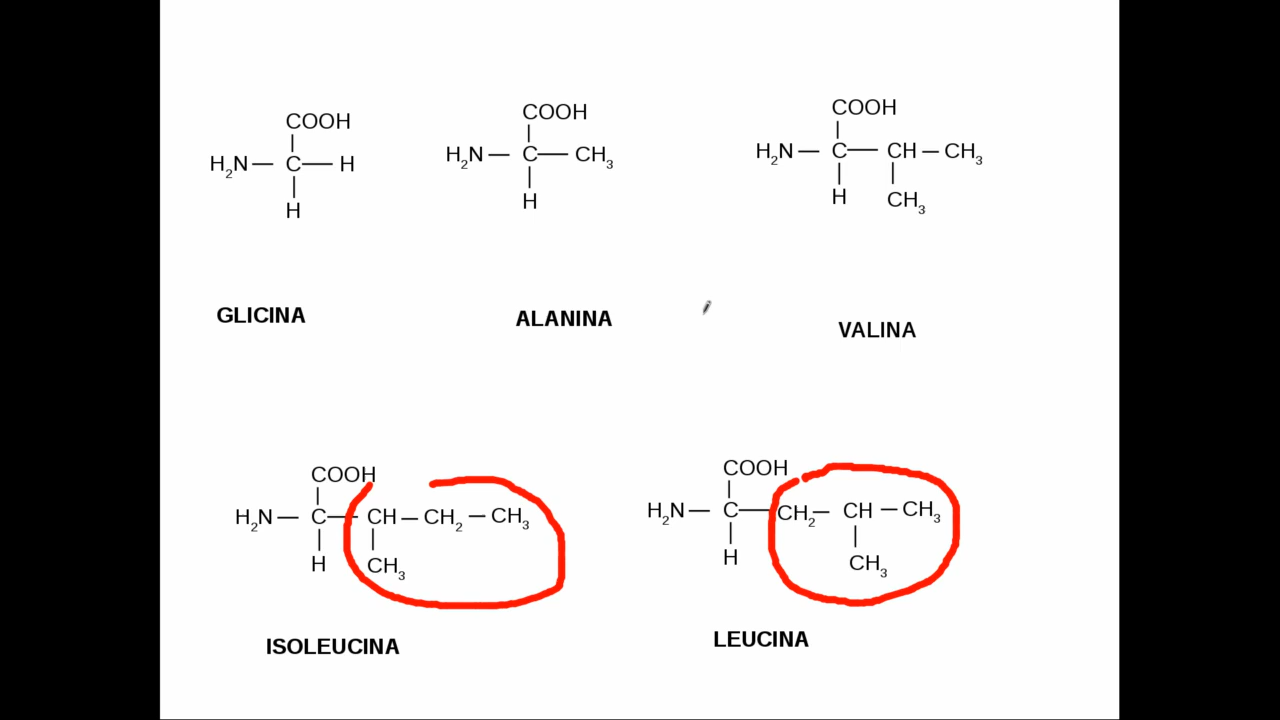 COOH
H₂N — C — H
H
GLICINA
COOH
H₂N — C — CH₃
H
ALANINA
COOH
H₂N — C — CH — CH₃
H CH₃
VALINA
COOH
H₂N — C — CH — CH₂ — CH₃
H CH₃
ISOLEUCINA
COOH
H₂N — C — CH₂ — CH — CH₃
H CH₃
LEUCINA